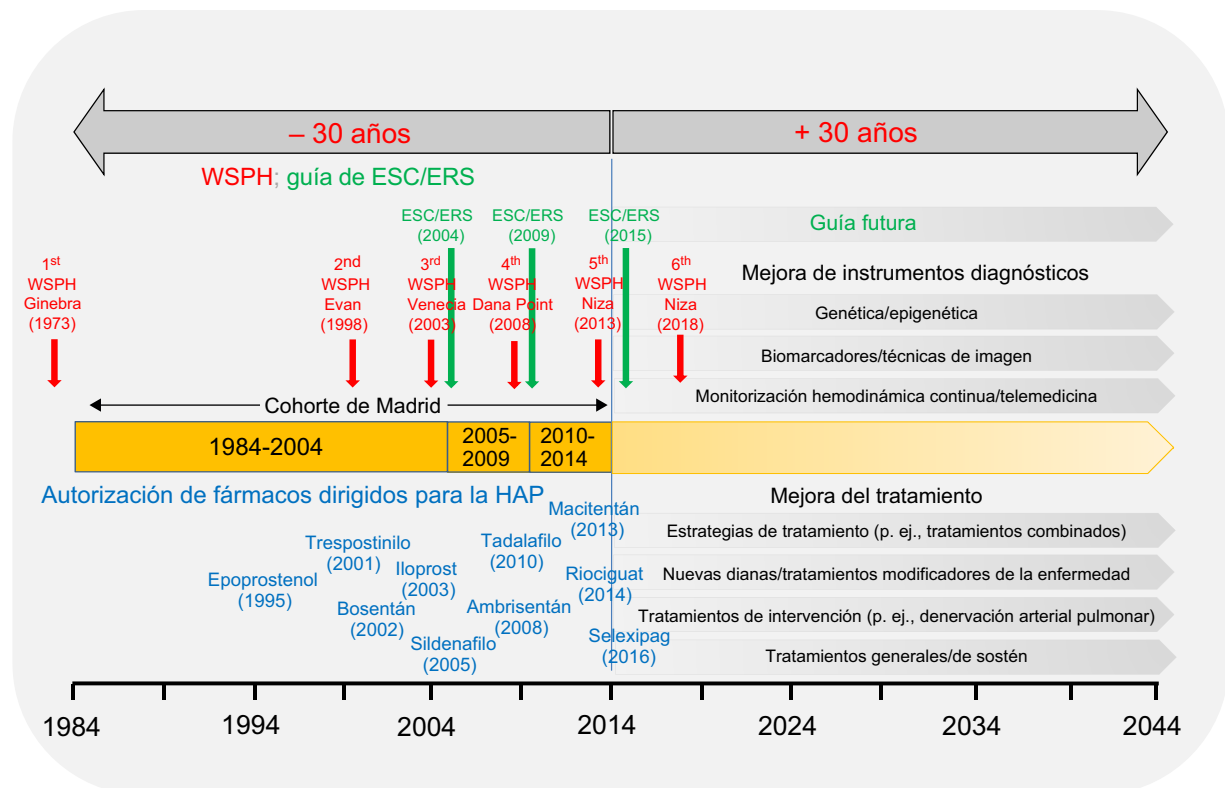 – 30 años
+ 30 años
WSPH; guía de ESC/ERS
ESC/ERS
(2004)
ESC/ERS
(2009)
ESC/ERS
(2015)
Guía futura
1st
WSPH
Ginebra
(1973)
2nd
WSPH
Evan
(1998)
3rd
WSPH
Venecia
(2003)
4th
WSPH
Dana Point
(2008)
5th
WSPH
Niza
(2013)
6th
WSPH
Niza
(2018)
Mejora de instrumentos diagnósticos
Genética/epigenética
Biomarcadores/técnicas de imagen
Monitorización hemodinámica continua/telemedicina
Cohorte de Madrid
1984-2004
2005-
2009
2010-
2014
Autorización de fármacos dirigidos para la HAP
Epoprostenol
(1995)
Trespostinilo
(2001)
Bosentán
(2002)
Iloprost
(2003)
Sildenafilo
(2005)
Tadalafilo
(2010)
Ambrisentán
(2008)
Macitentán
(2013)
Riociguat
(2014)
Selexipag
(2016)
Mejora del tratamiento
Estrategias de tratamiento (p. ej., tratamientos combinados)
Nuevas dianas/tratamientos modificadores de la enfermedad
Tratamientos de intervención (p. ej., denervación arterial pulmonar)
Tratamientos generales/de sostén
1984
1994
2004
2014
2024
2034
2044